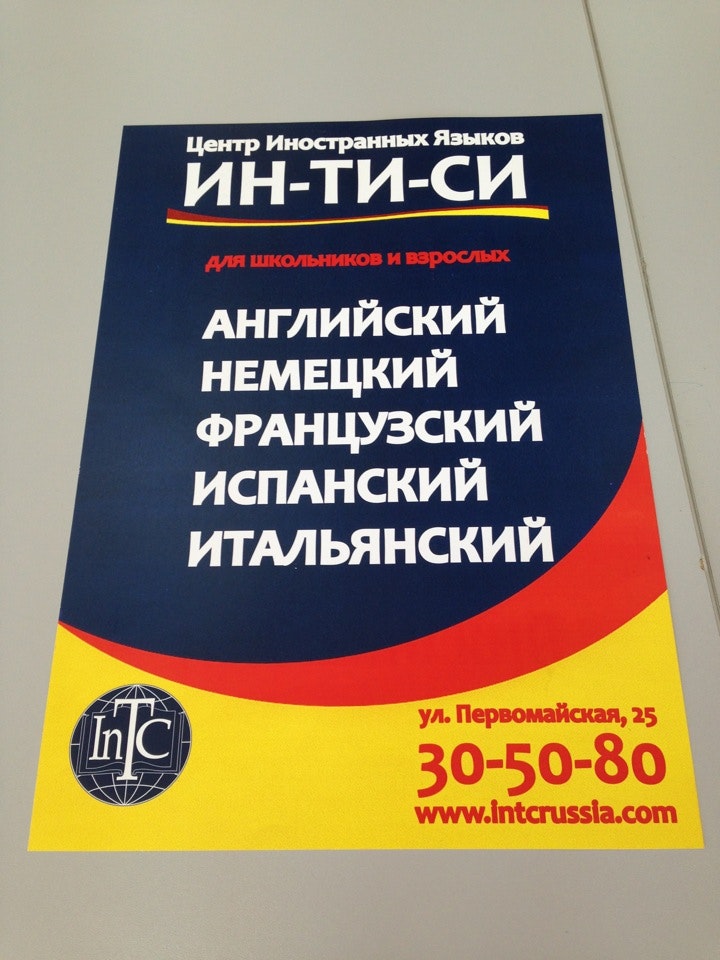 Центр Иностранных Языков
ИН-ТИ-СИ
для школьников и взрослых
АНГЛИЙСКИЙ
НЕМЕЦКИЙ
ФРАНЦУЗСКИЙ
ИСПАНСКИЙ
ИТАЛЬЯНСКИЙ
InTC
ул. Первомайская, 25
30-50-80
www.intcrussia.com